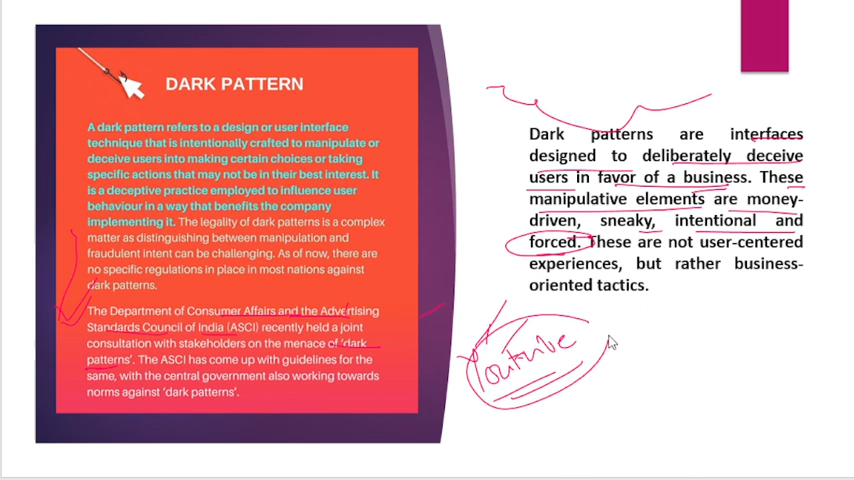 DARK PATTERN
A dark pattern refers to a design or user interface
technique that is intentionally crafted to manipulate or
deceive users into making certain choices or taking
specific actions that may not be in their best interest. It
is a deceptive practice employed to influence user
behaviour in a way that benefits the company
implementing it. The legality of dark patterns is a complex
matter as distinguishing between manipulation and
fraudulent intent can be challenging. As of now, there are
no specific regulations in place in most nations against
dark patterns.
The Department of Consumer Affairs and the Advertising
Standards Council of India (ASCI) recently held a joint
consultation with stakeholders on the menace of ‘dark
patterns’. The ASCI has come up with guidelines for the
same, with the central government also working towards
norms against ‘dark patterns’.
Dark patterns are interfaces
designed to deliberately deceive
users in favor of a business. These
manipulative elements are money-
driven, sneaky, intentional and
forced. These are not user-centered
experiences, but rather business-
oriented tactics.
Youtube